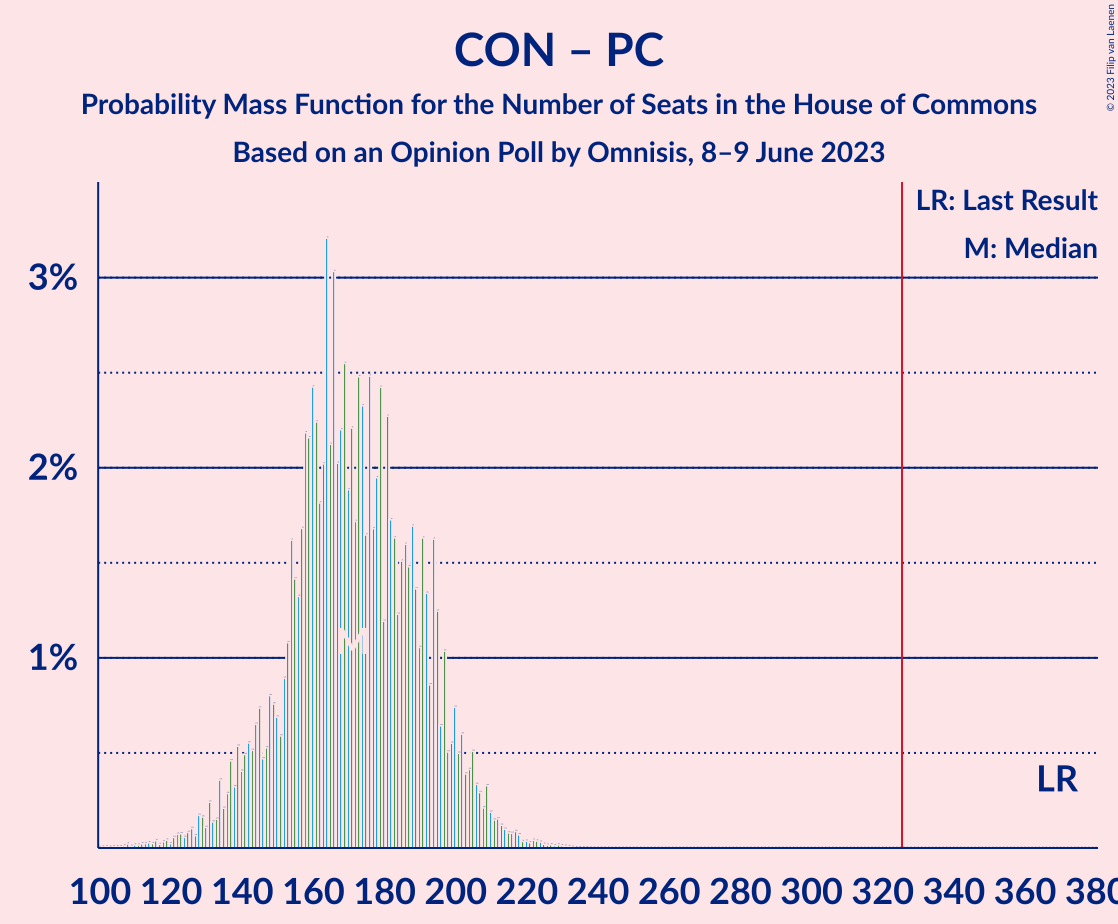 CON – PC
Probability Mass Function for the Number of Seats in the House of Commons
Based on an Opinion Poll by Omnisis, 8–9 June 2023
© 2023 Filip van Laenen
LR: Last Result
M: Median
3%
2%
1%
M
LR
100 120 140 160 180 200 220 240 260 280 300 320 340 360 380